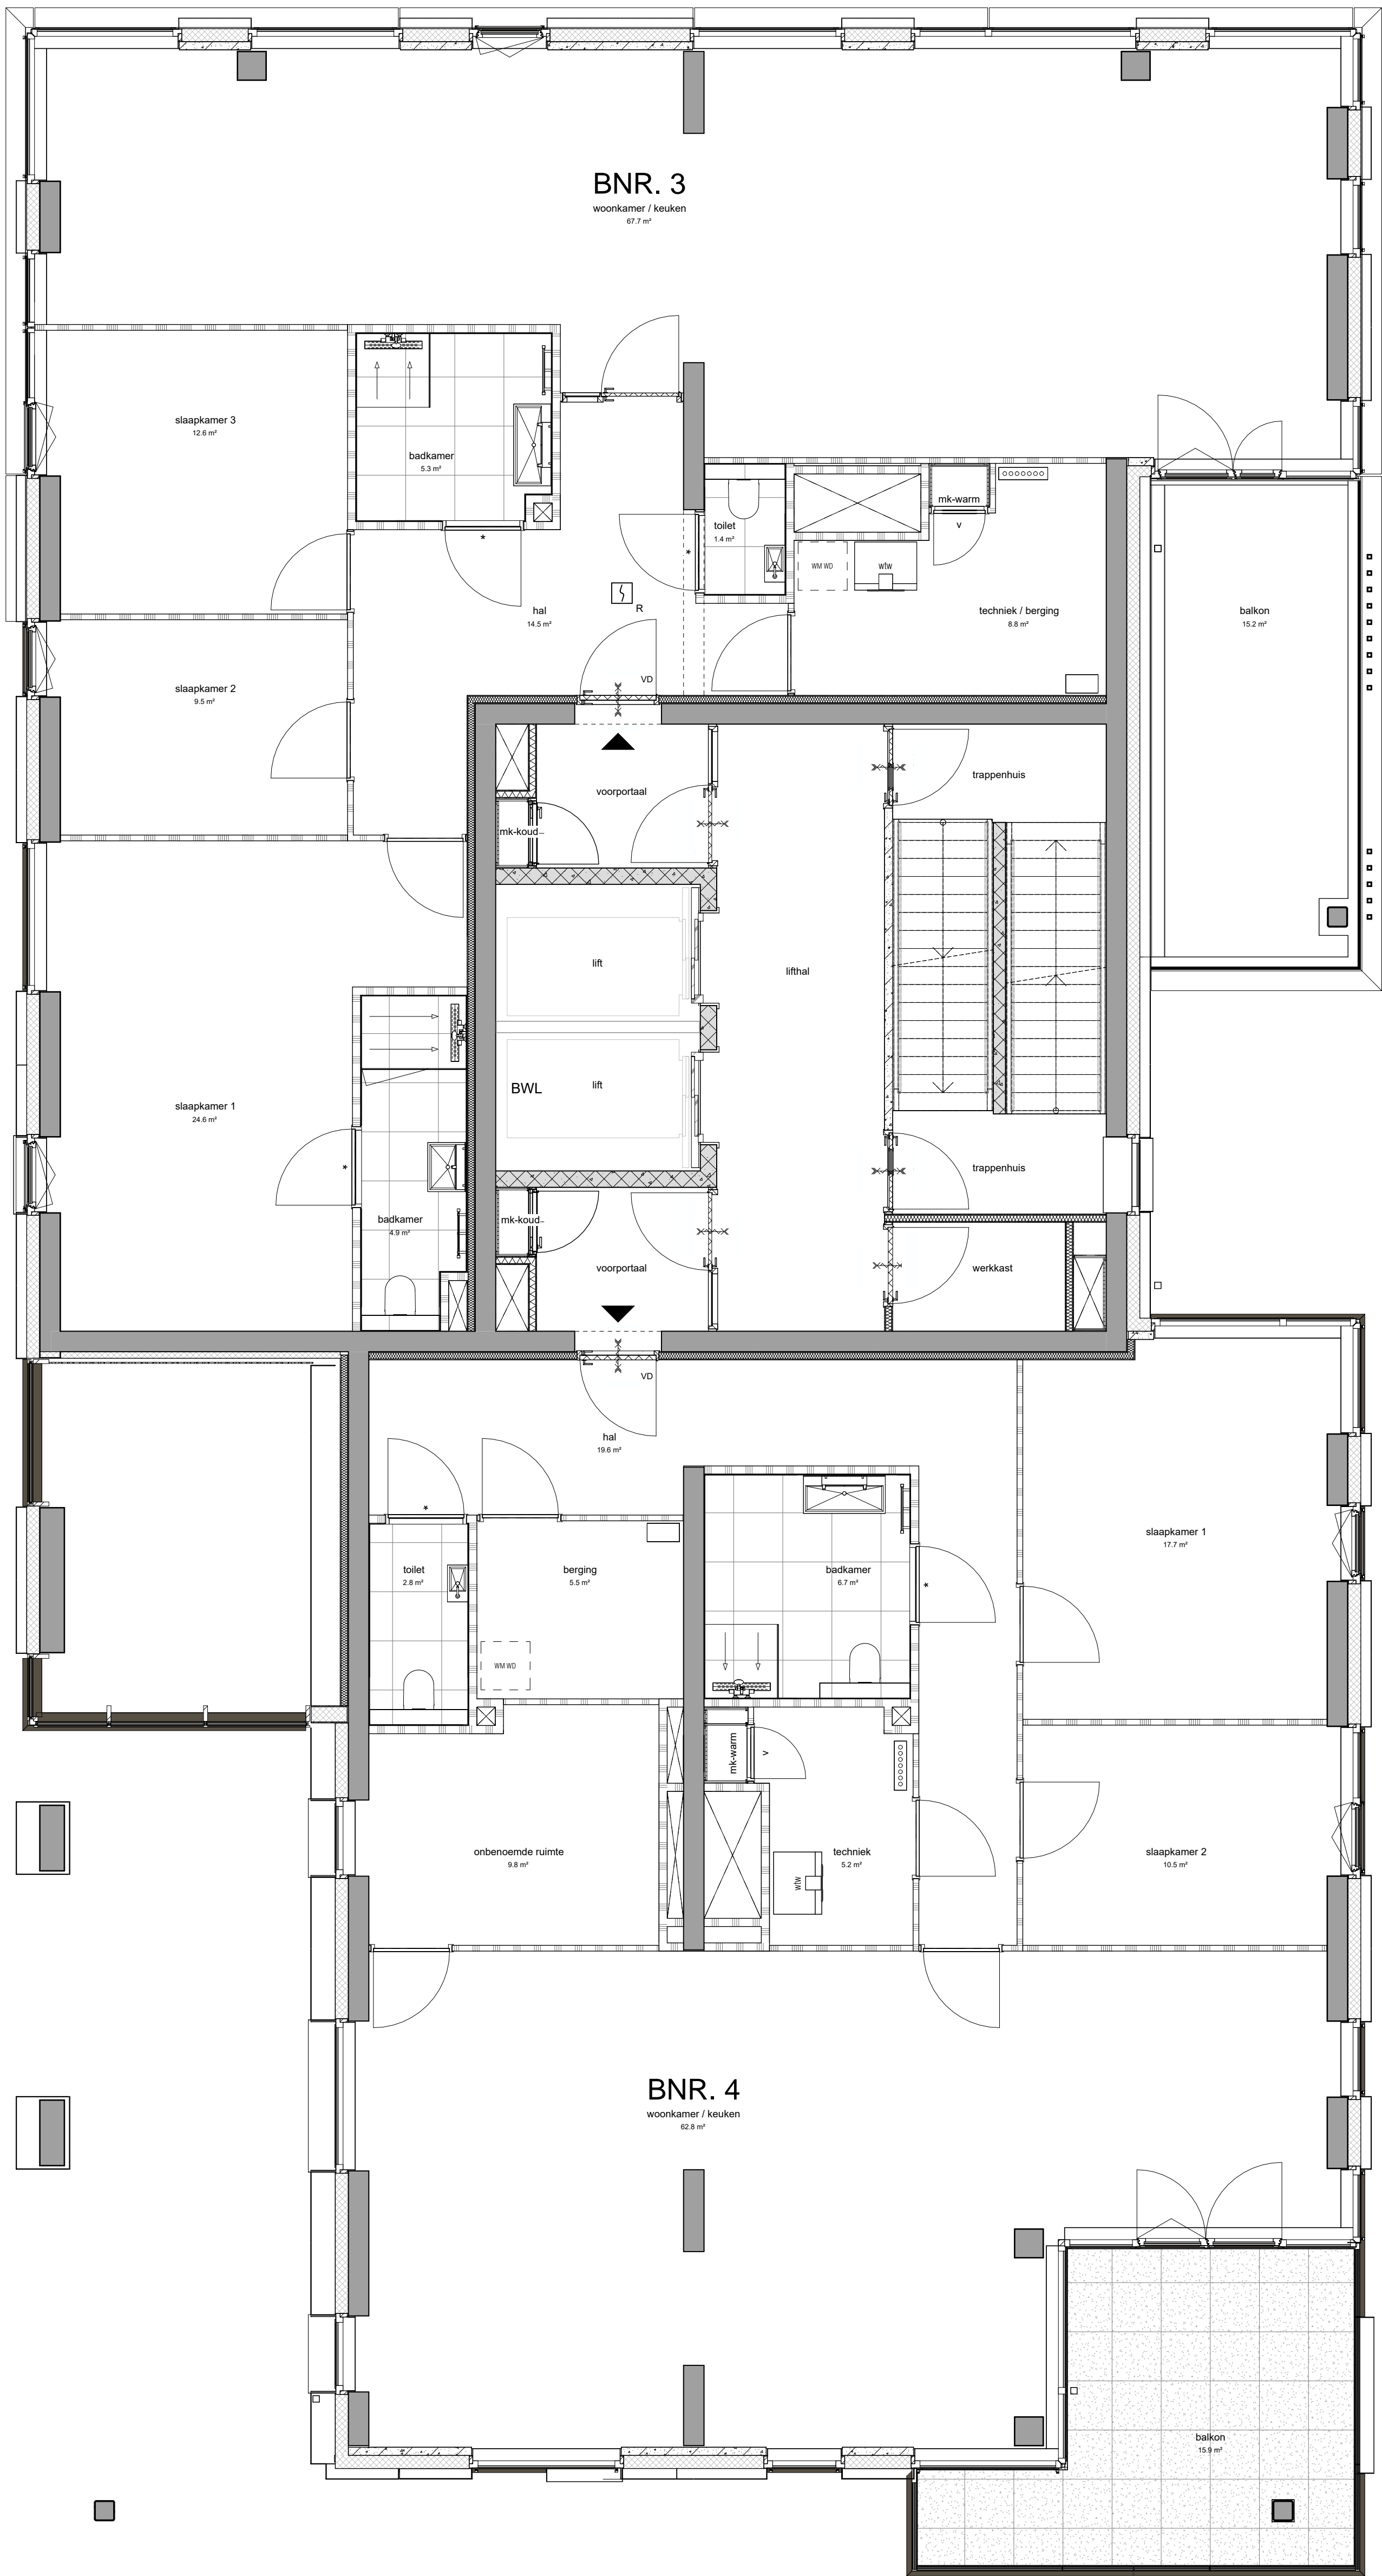 BNR. 3
woonkamer / keuken
67.7 m²
slaapkamer 3
12.6 m²
badkamer
5.3 m²
*
toilet
1.4 m²
*
mk-warm
v
WM WD
wtw
techniek / berging
8.8 m²
balkon
15.2 m²
hal
14.5 m²
R
VD
slaapkamer 2
9.5 m²
voorportaal
mk-koud
trappenhuis
lift
lifthal
BWL
lift
slaapkamer 1
24.6 m²
*
badkamer
4.9 m²
mk-koud
voorportaal
trappenhuis
werkkast
VD
hal
19.6 m²
*
toilet
2.8 m²
berging
5.5 m²
WM WD
badkamer
6.7 m²
*
slaapkamer 1
17.7 m²
mk-warm
v
onbenoemde ruimte
9.8 m²
techniek
5.2 m²
wtw
slaapkamer 2
10.5 m²
BNR. 4
woonkamer / keuken
62.8 m²
balkon
15.9 m²